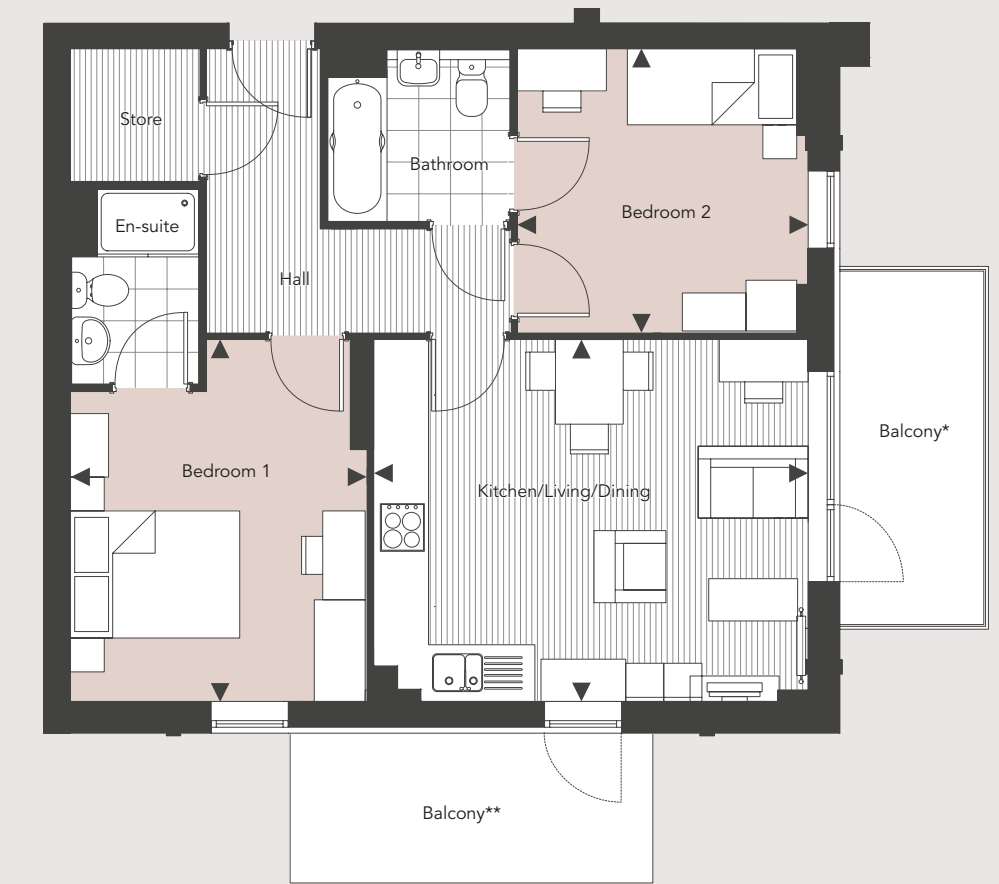 Store
Bathroom
Bedroom 2
En-suite
Hall
Balcony*
Bedroom 1
Kitchen/Living/Dining
Balcony**